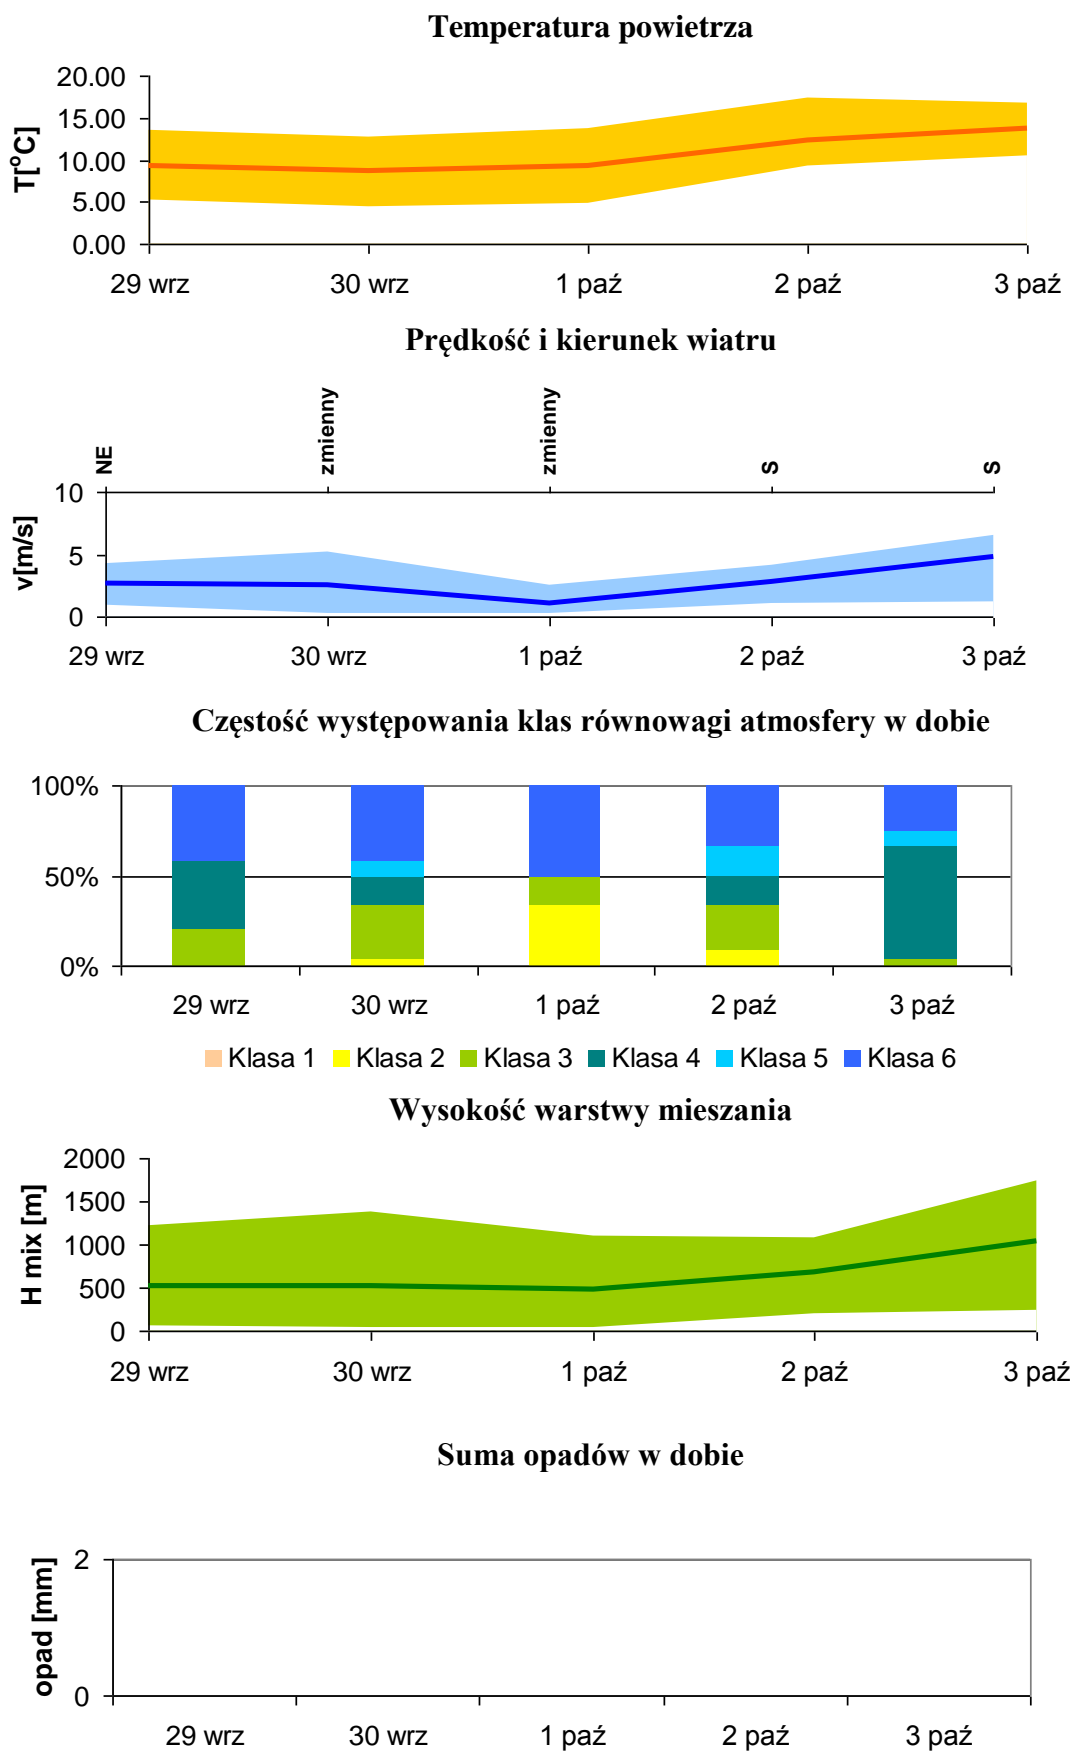 Temperatura powietrza
T[°C]
20.00
15.00
10.00
5.00
0.00
29 wrz 30 wrz 1 paź 2 paź 3 paź
Prędkość i kierunek wiatru
NE zmienny zmienny S S
v[m/s]
10
5
0
29 wrz 30 wrz 1 paź 2 paź 3 paź
Częstość występowania klas równowagi atmosfery w dobie
100%
50%
0%
29 wrz 30 wrz 1 paź 2 paź 3 paź
Klasa 1 Klasa 2 Klasa 3 Klasa 4 Klasa 5 Klasa 6
Wysokość warstwy mieszania
H mix [m]
2000
1500
1000
500
0
29 wrz 30 wrz 1 paź 2 paź 3 paź
Suma opadów w dobie
opad [mm]
2
0
29 wrz 30 wrz 1 paź 2 paź 3 paź